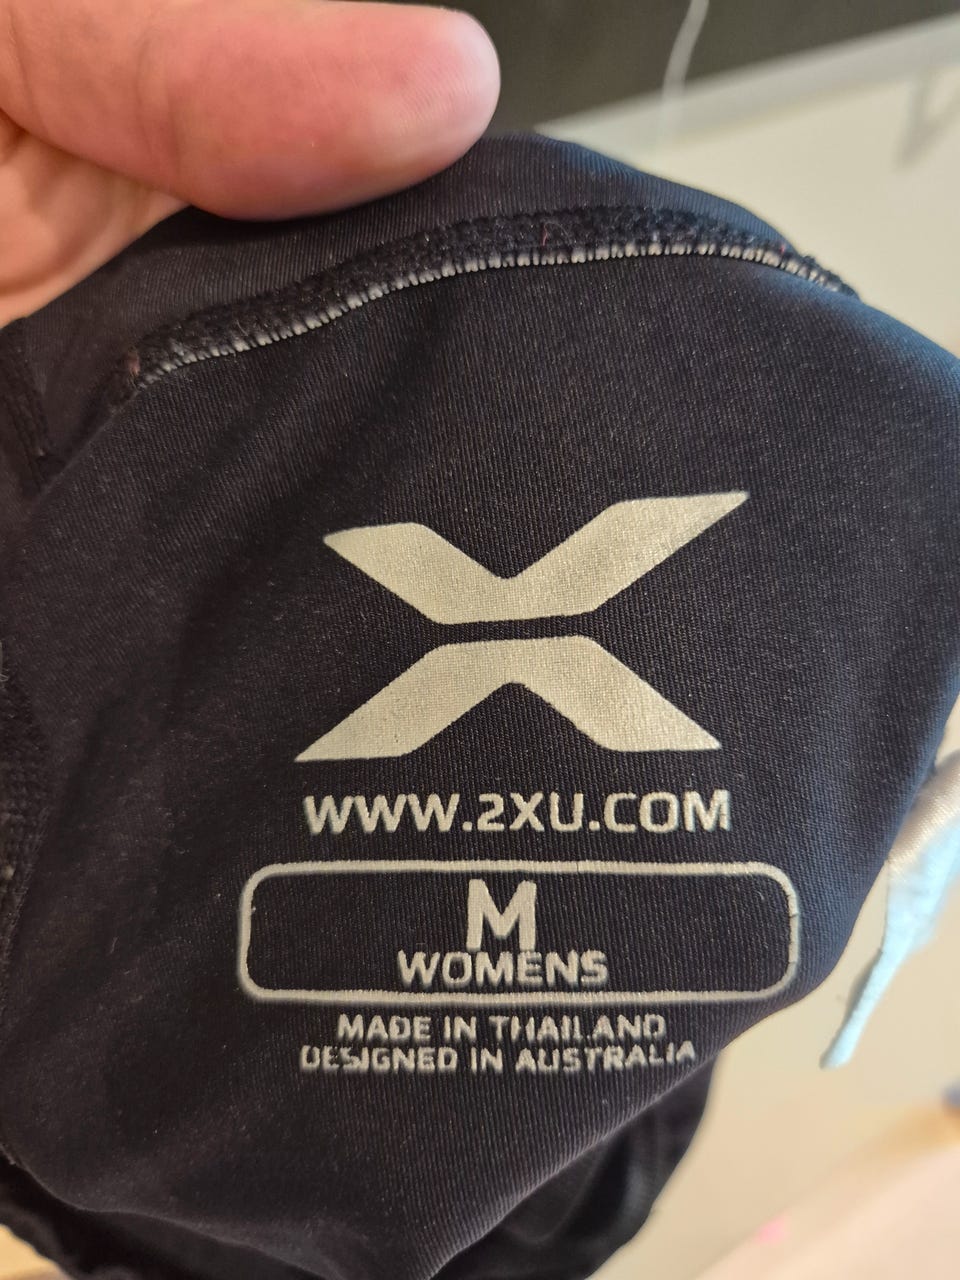 WWW.2XU.COM
M
WOMENS
MADE IN THAILAND
DESIGNED IN AUSTRALIA